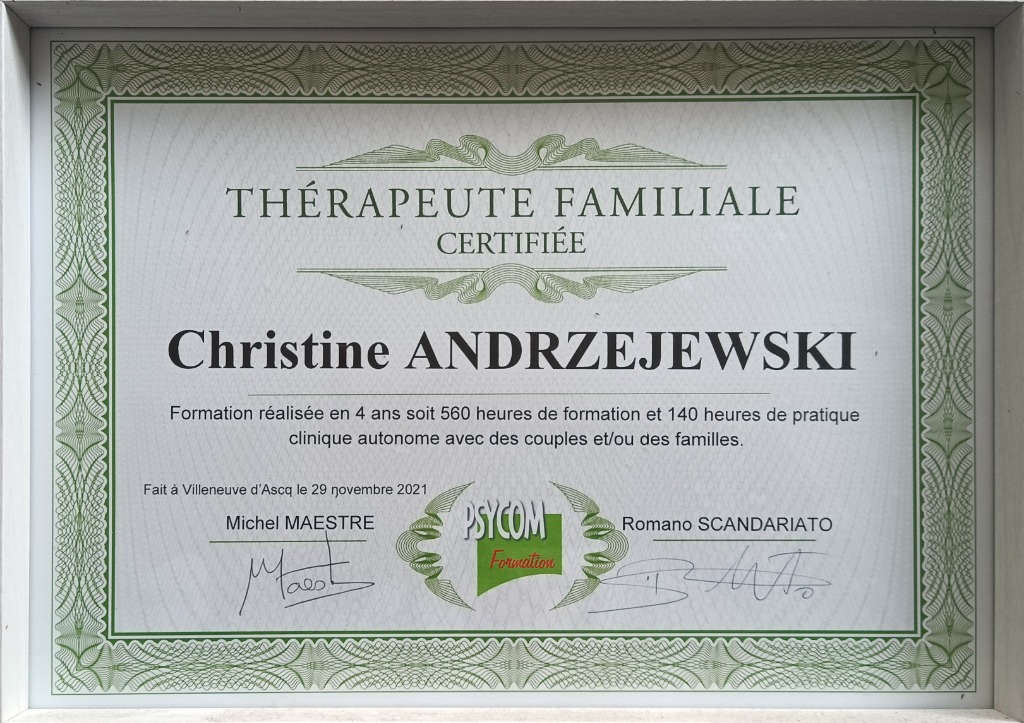 THÉRAPEUTE FAMILIALE
CERTIFIÉE
Christine ANDRZEJEWSKI
Formation réalisée en 4 ans soit 560 heures de formation et 140 heures de pratique
clinique autonome avec des couples et/ou des familles.
Fait à Villeneuve d'Ascq le 29 novembre 2021
Michel MAESTRE
PSYCOM
Formation
Romano SCANDARIATO